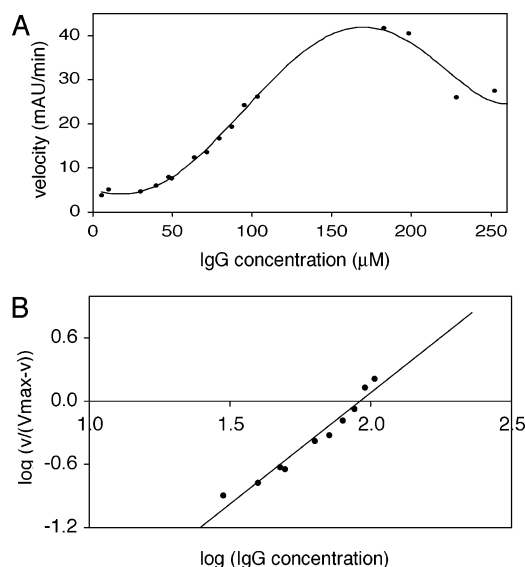 A
velocity (mAU/min)
40
30
20
10
0
0 50 100 150 200 250
IgG concentration (μM)
B
log (v/(Vmax-v))
0.6
0.0
1.0 1.5 2.0 2.5
-0.6
-1.2
log (IgG concentration)